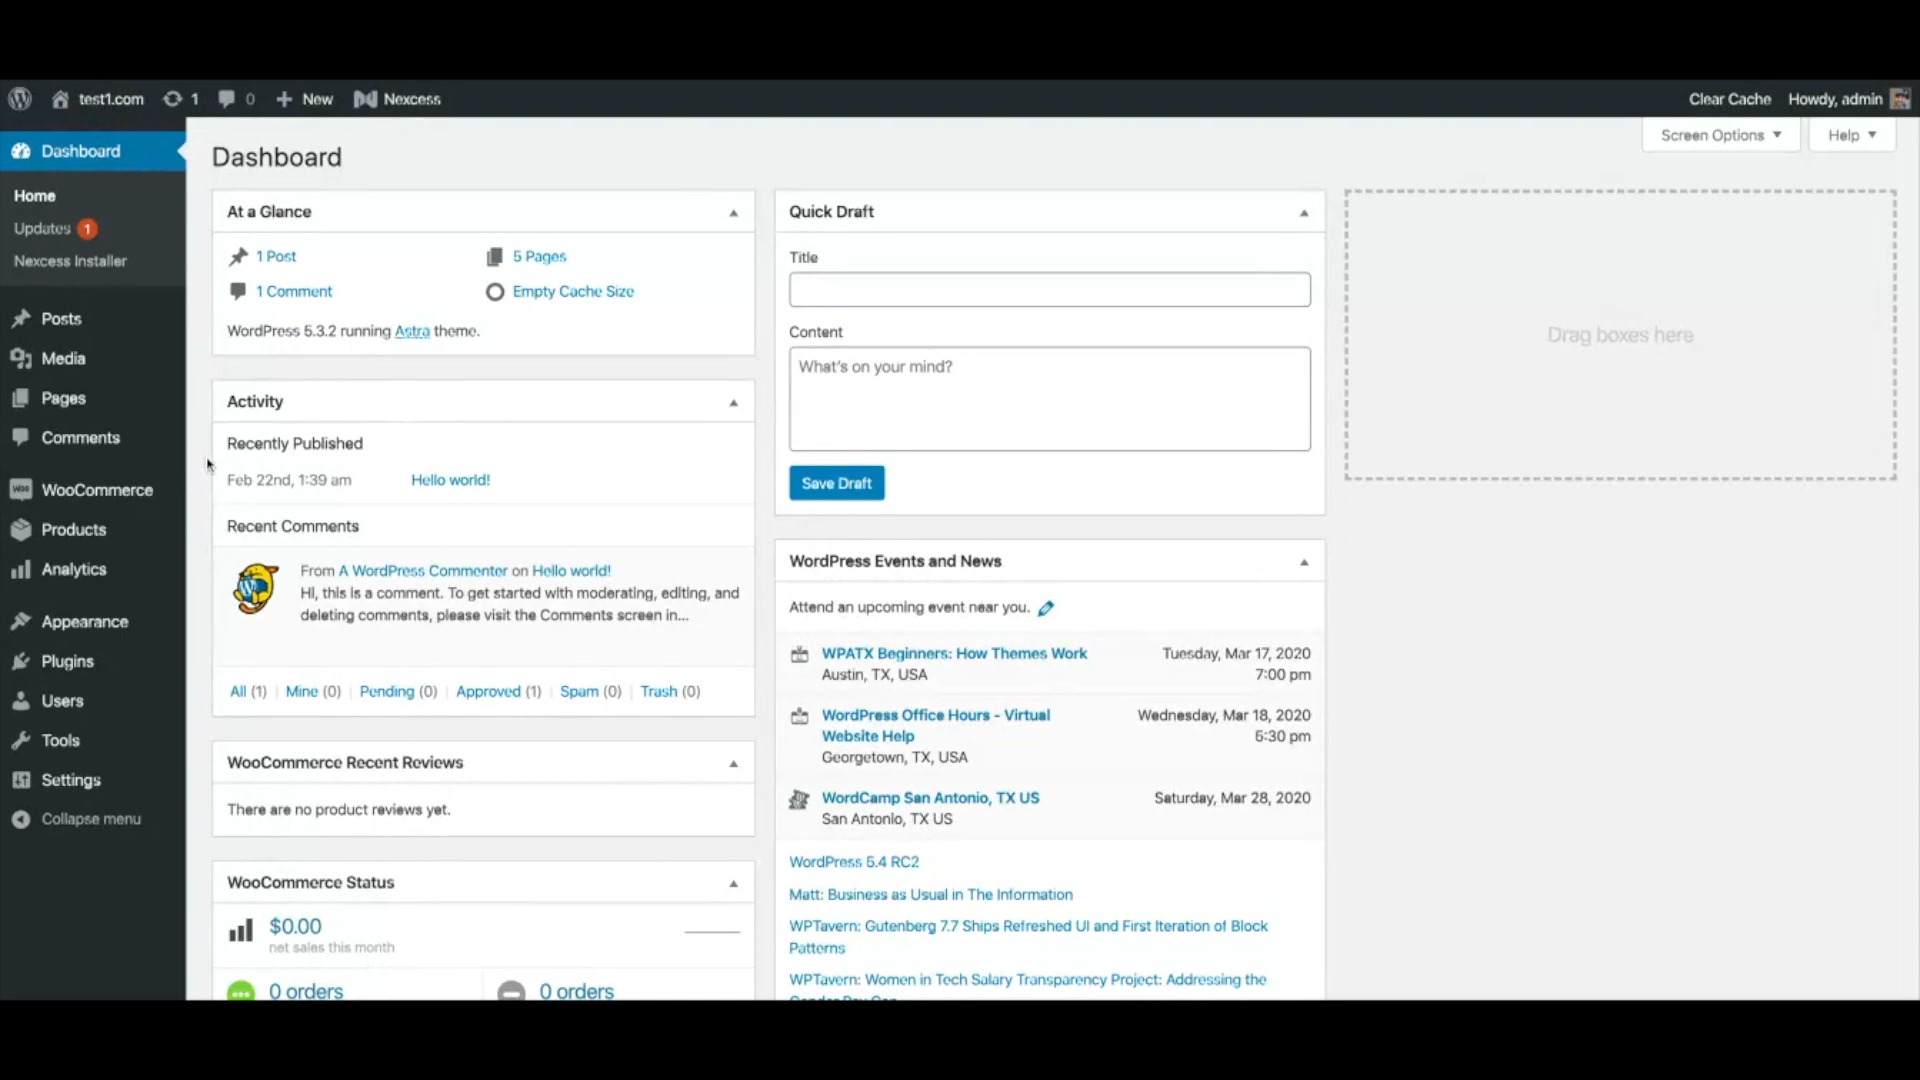 test1.com 1 0 New Nexcess Clear Cache Howdy, admin
Screen Options Help
Dashboard
Home
Updates 1
Nexcess Installer
Posts
Media
Pages
Comments
WooCommerce
Products
Analytics
Appearance
Plugins
Users
Tools
Settings
Collapse menu
Dashboard
At a Glance
1 Post 5 Pages
1 Comment Empty Cache Size
WordPress 5.3.2 running Astra theme.
Activity
Recently Published
Feb 22nd, 1:39 am Hello world!
Recent Comments
From A WordPress Commenter on Hello world!
Hi, this is a comment. To get started with moderating, editing, and
deleting comments, please visit the Comments screen in...
All (1) | Mine (0) | Pending (0) | Approved (1) | Spam (0) | Trash (0)
WooCommerce Recent Reviews
There are no product reviews yet.
WooCommerce Status
$0.00
net sales this month
0 orders 0 orders
Quick Draft
Title
Content
What's on your mind?
Save Draft
WordPress Events and News
Attend an upcoming event near you.
WPATX Beginners: How Themes Work Tuesday, Mar 17, 2020
Austin, TX, USA 7:00 pm
WordPress Office Hours - Virtual Wednesday, Mar 18, 2020
Website Help 5:30 pm
Georgetown, TX, USA
WordCamp San Antonio, TX US Saturday, Mar 28, 2020
San Antonio, TX US
WordPress 5.4 RC2
Matt: Business as Usual in The Information
WPTavern: Gutenberg 7.7 Ships Refreshed UI and First Iteration of Block
Patterns
WPTavern: Women in Tech Salary Transparency Project: Addressing the
Drag boxes here